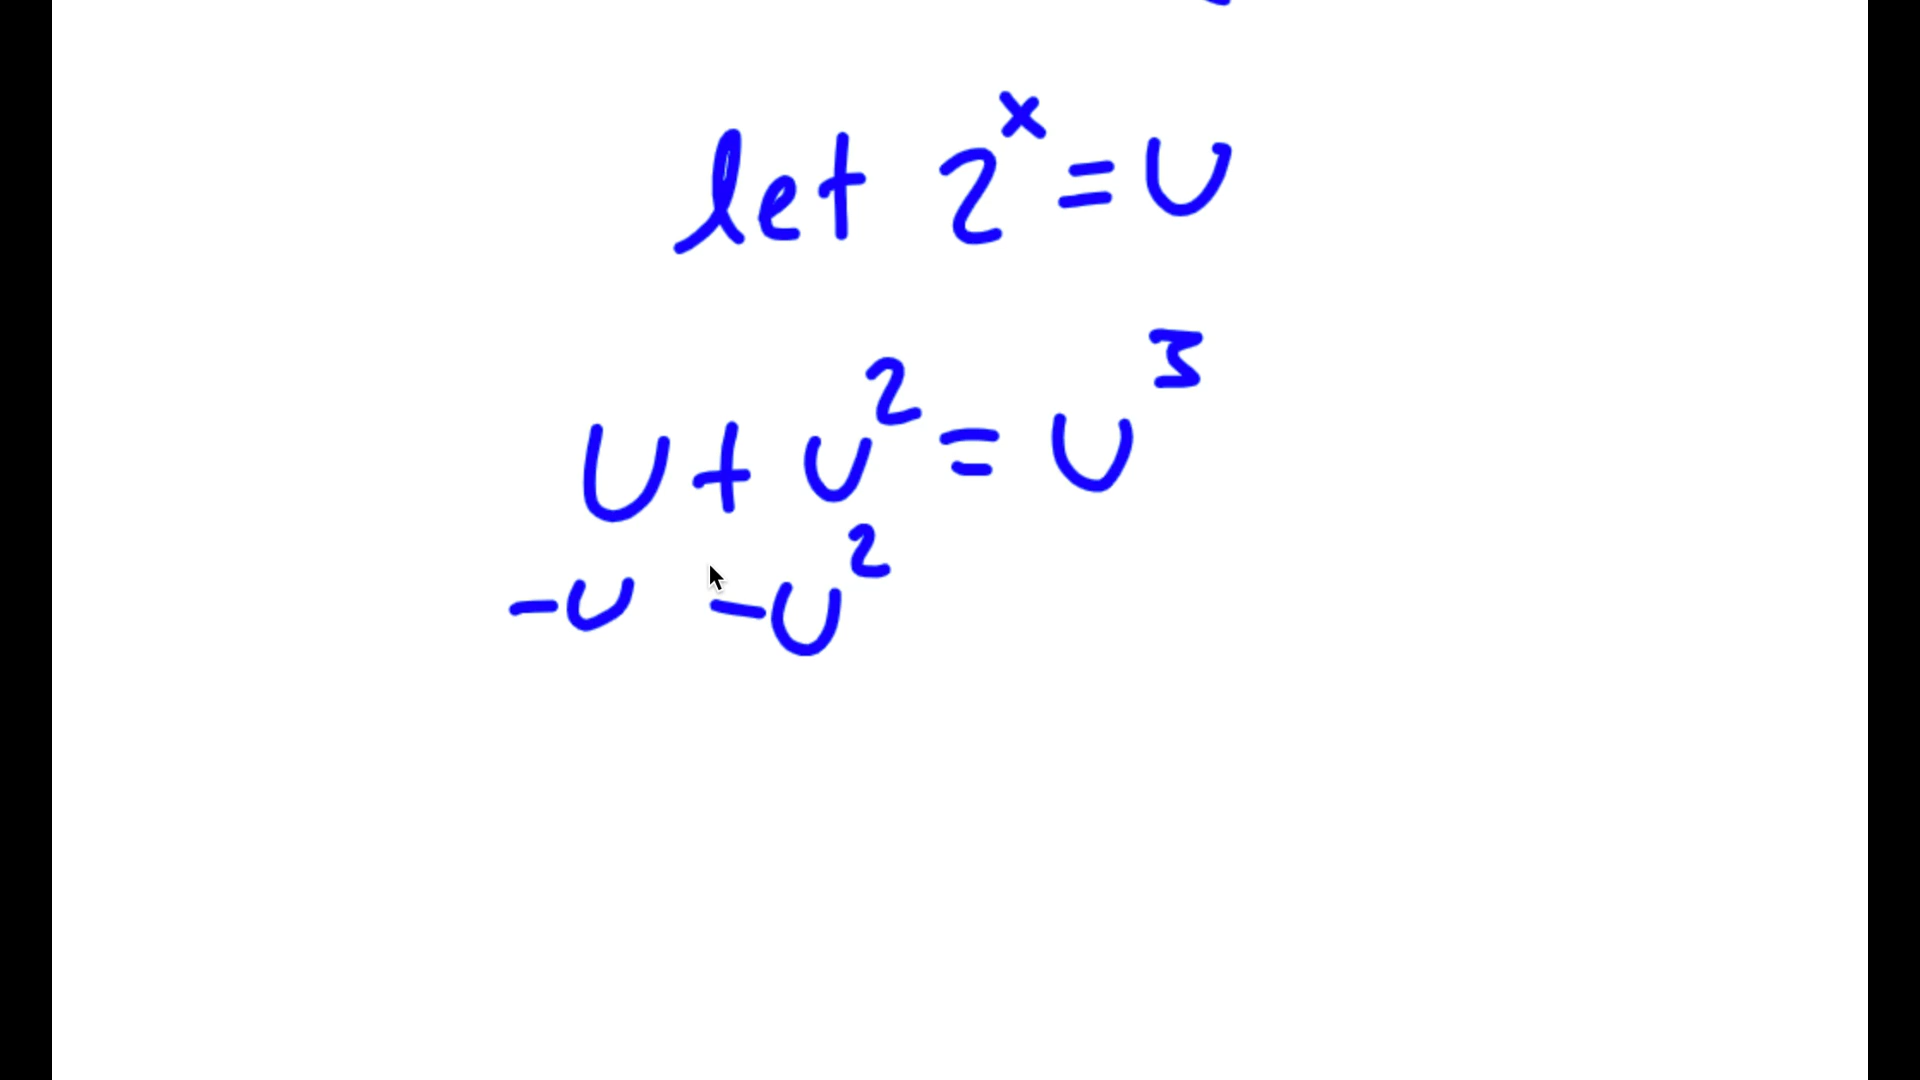 let 2^x = U
U + U^2 = U^3
-U -U^2